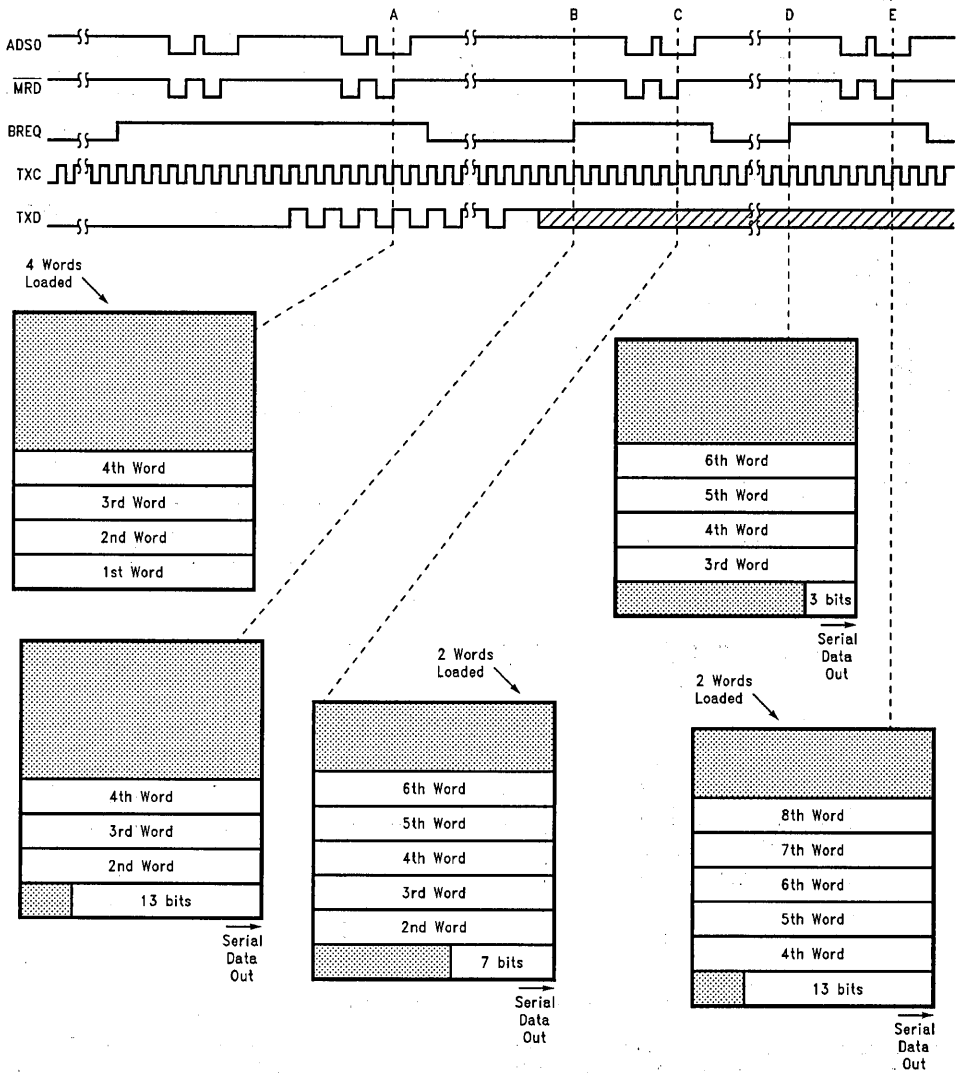 A B C D E
ADS0
MRD
BREQ
TXC
TXD
4 Words
Loaded
4th Word
3rd Word
2nd Word
1st Word
4th Word
3rd Word
2nd Word
13 bits
Serial
Data
Out
2 Words
Loaded
6th Word
5th Word
4th Word
3rd Word
2nd Word
7 bits
Serial
Data
Out
6th Word
5th Word
4th Word
3rd Word
3 bits
Serial
Data
Out
2 Words
Loaded
8th Word
7th Word
6th Word
5th Word
4th Word
13 bits
Serial
Data
Out